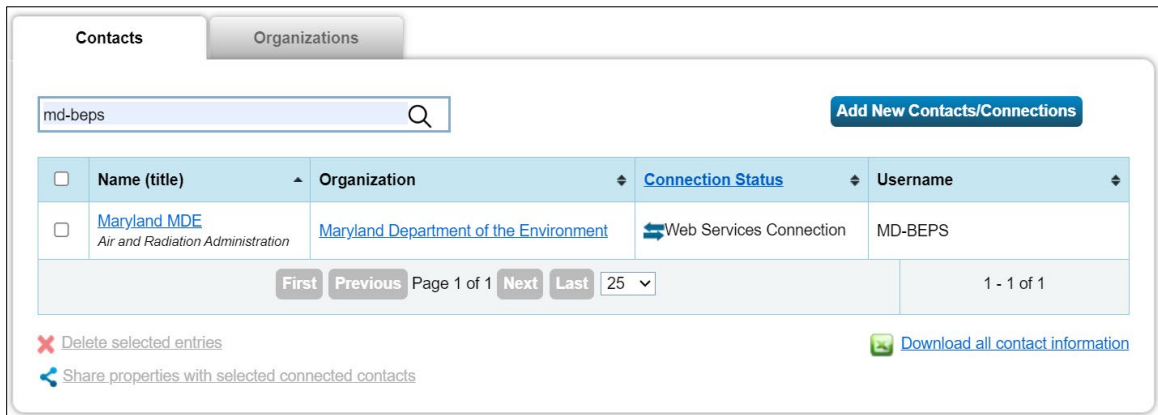 Contacts
Organizations
md-beps
Add New Contacts/Connections
Name (title)
Organization
Connection Status
Username
Maryland MDE
Air and Radiation Administration
Maryland Department of the Environment
Web Services Connection
MD-BEPS
First Previous Page 1 of 1 Next Last 25
1 - 1 of 1
Delete selected entries
Download all contact information
Share properties with selected connected contacts